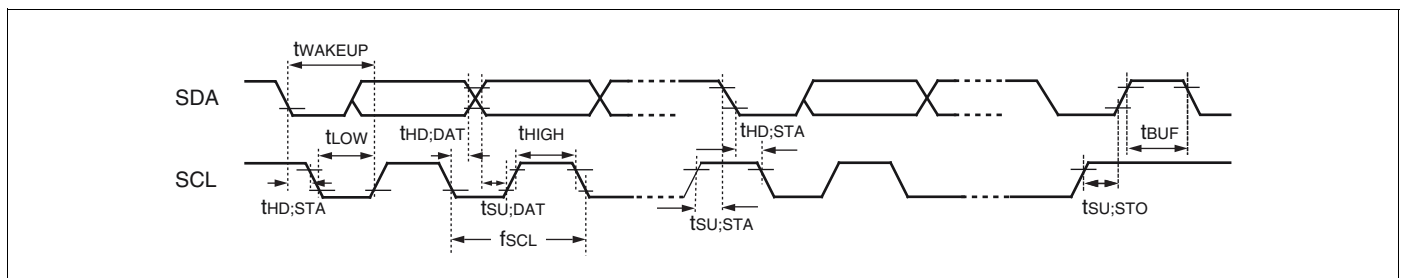 tWAKEUP
SDA
tLOW
tHD;DAT
tHIGH
tHD;STA
tBUF
SCL
tHD;STA
tSU;DAT
tSU;STA
tSU;STO
fSCL